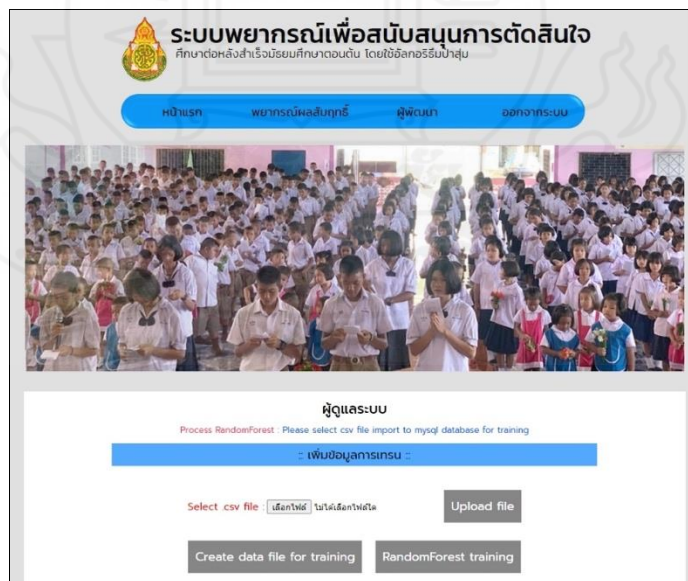 ระบบพยากรณ์เพื่อสนับสนุนการตัดสินใจ
ศึกษาต่อหลังสำเร็จมัธยมศึกษาตอนต้น โดยใช้อัลกอริธึมป่าสุ่ม
หน้าแรก พยากรณ์ผลสัมฤทธิ์ ผู้พัฒนา ออกจากระบบ
ผู้ดูแลระบบ
Process RandomForest : Please select csv file import to mysql database for training
:: เพิ่มข้อมูลการเทรน ::
Select .csv file : เลือกไฟล์ ไม่ได้เลือกไฟล์ใด Upload file
Create data file for training RandomForest training